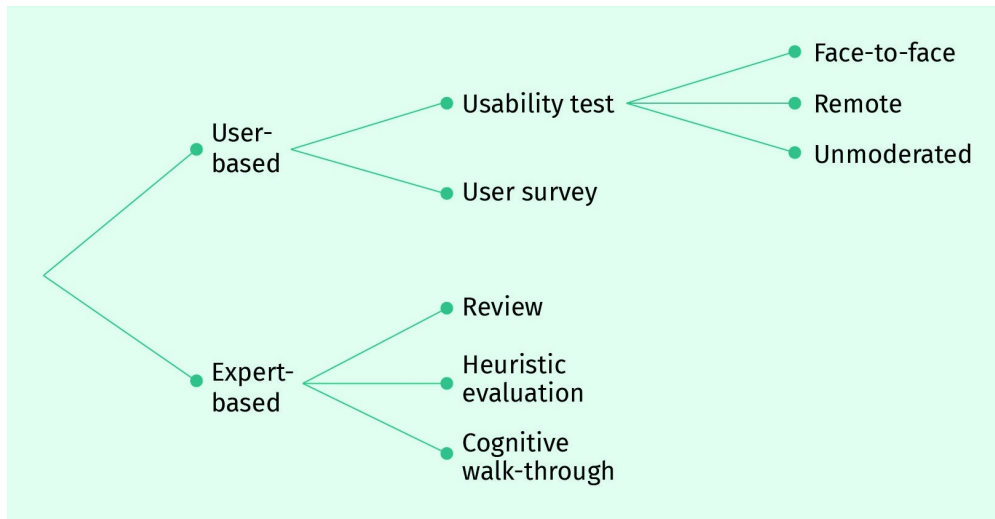 User-
based
Usability test
Face-to-face
Remote
Unmoderated
User survey
Expert-
based
Review
Heuristic
evaluation
Cognitive
walk-through